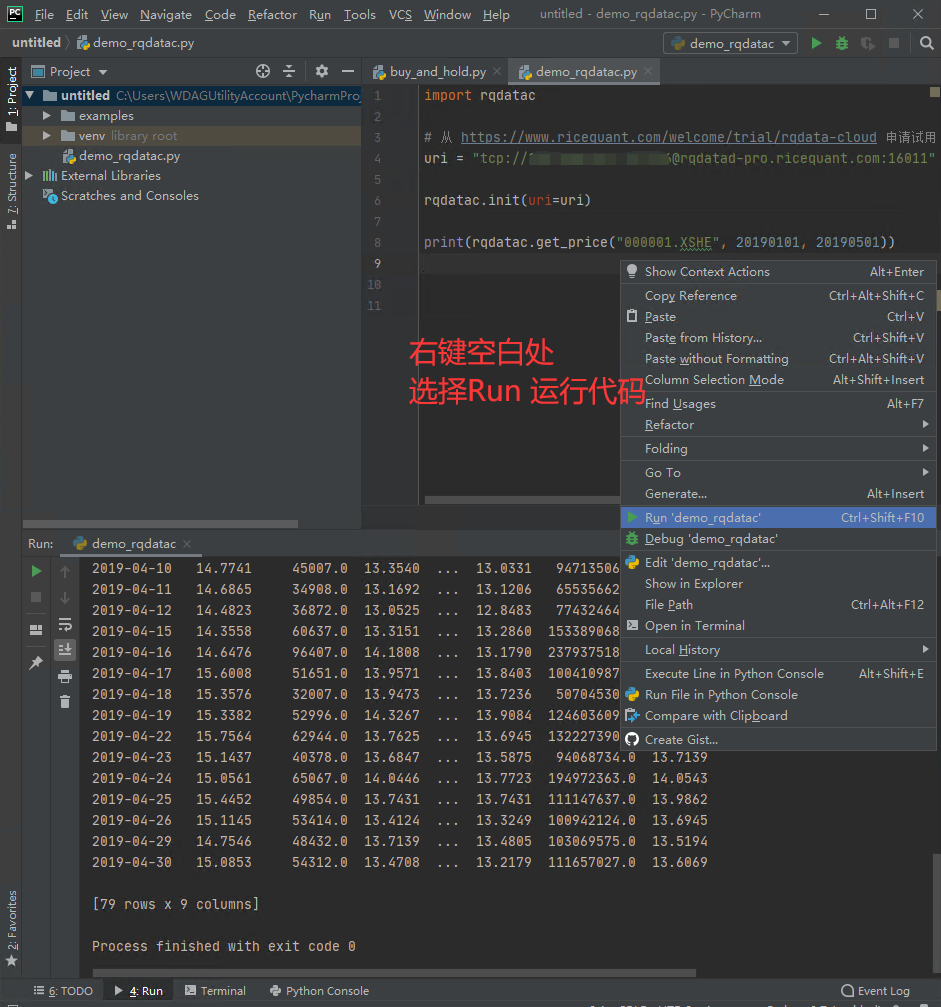 File Edit View Navigate Code Refactor Run Tools VCS Window Help untitled - demo_rqdatac.py - PyCharm
untitled demo_rqdatac.py demo_rqdatac
1: Project
Project
buy_and_hold.py demo_rqdatac.py
untitled C:\Users\WDAGUtilityAccount\PycharmPro
examples
venv library root
demo_rqdatac.py
External Libraries
Scratches and Consoles
7: Structure
1 import rqdatac
2
3 # 从 https://www.ricequant.com/welcome/trial/rqdata-cloud 申请试用
4 uri = "tcp:// @rqdatad-pro.ricequant.com:16011"
5
6 rqdatac.init(uri=uri)
7
8 print(rqdatac.get_price("000001.XSHE", 20190101, 20190501))
9
10
11
右键空白处
选择Run 运行代码
Show Context Actions Alt+Enter
Copy Reference Ctrl+Alt+Shift+C
Paste Ctrl+V
Paste from History... Ctrl+Shift+V
Paste without Formatting Ctrl+Alt+Shift+V
Column Selection Mode Alt+Shift+Insert
Find Usages Alt+F7
Refactor
Folding
Go To
Generate... Alt+Insert
Run 'demo_rqdatac' Ctrl+Shift+F10
Debug 'demo_rqdatac'
Edit 'demo_rqdatac'...
Show in Explorer
File Path Ctrl+Alt+F12
Open in Terminal
Local History
Execute Line in Python Console Alt+Shift+E
Run File in Python Console
Compare with Clipboard
Create Gist...
Run: demo_rqdatac
2019-04-10 14.7741 45007.0 13.3540 ... 13.0331 94713506
2019-04-11 14.6865 34908.0 13.1692 ... 13.1206 65535662
2019-04-12 14.4823 36872.0 13.0525 ... 12.8483 77432464
2019-04-15 14.3558 60637.0 13.3151 ... 13.2860 153389068
2019-04-16 14.6476 96407.0 14.1808 ... 13.1790 237937518
2019-04-17 15.6008 51651.0 13.9571 ... 13.8403 100410987
2019-04-18 15.3576 32007.0 13.9473 ... 13.7236 50704530
2019-04-19 15.3382 52996.0 14.3267 ... 13.9084 124603609
2019-04-22 15.7564 62944.0 13.7625 ... 13.6945 132227390
2019-04-23 15.1437 40378.0 13.6847 ... 13.5875 94068734.0 13.7139
2019-04-24 15.0561 65067.0 14.0446 ... 13.7723 194972363.0 14.0543
2019-04-25 15.4452 49854.0 13.7431 ... 13.7431 111147637.0 13.9862
2019-04-26 15.1145 53414.0 13.4124 ... 13.3249 100942124.0 13.6945
2019-04-29 14.7546 48432.0 13.7139 ... 13.4805 103069575.0 13.5194
2019-04-30 15.0853 54312.0 13.4708 ... 13.2179 111657027.0 13.6069
[79 rows x 9 columns]
Process finished with exit code 0
2: Favorites
6: TODO 4: Run Terminal Python Console Event Log